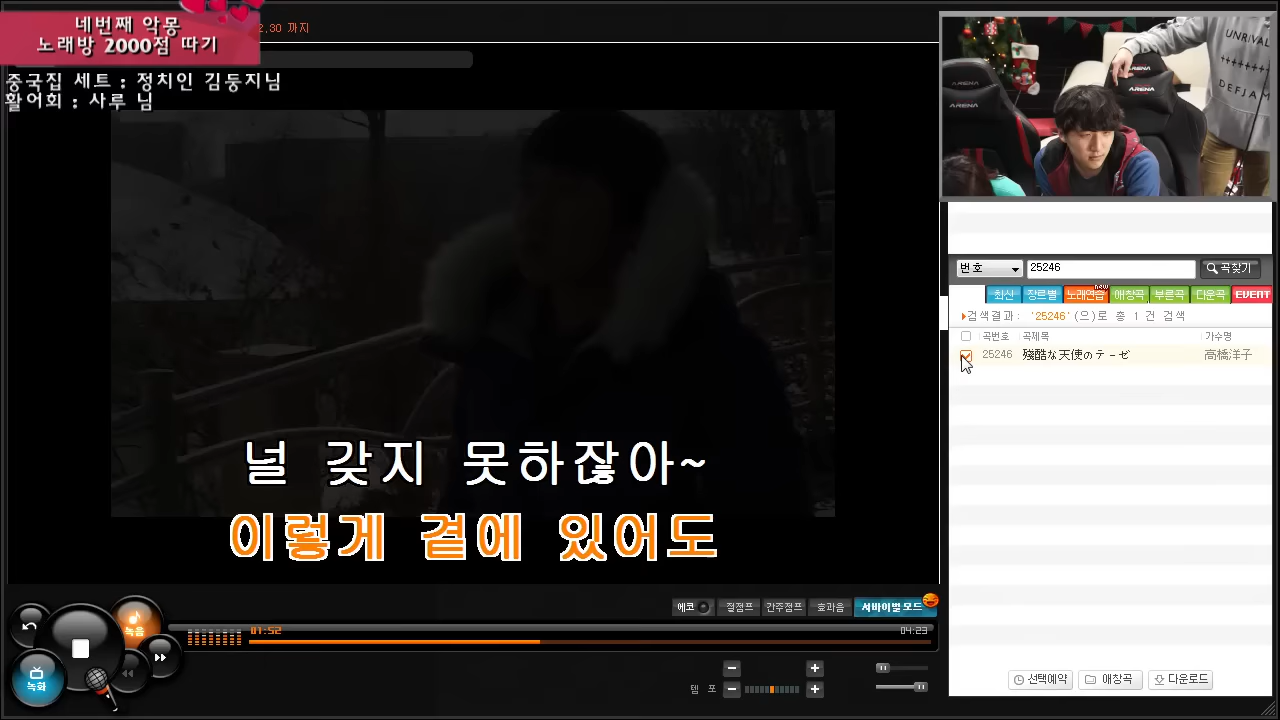 네번째 악몽
노래방 2000점 따기
2,30 까지
중국집 세트 : 정치인 김둥지님
활어회 : 사루 님
UNRIVAL
DEFJAM
ARENA
ARENA
ARENA
ARENA
번호
25246
곡찾기
최신
장르별
노래연습
new
애창곡
부른곡
다운곡
EVENT
검색결과 : '25246' (으)로 총 1 건 검색
곡번호 곡제목 가수명
25246 殘酷な天使のテ-ゼ 高橋洋子
널 갖지 못하잖아~
이렇게 곁에 있어도
에코
절점프
간주점프
효과음
서바이벌 모드
녹음
01:52
04:23
녹화
템 포
선택예약
애창곡
다운로드